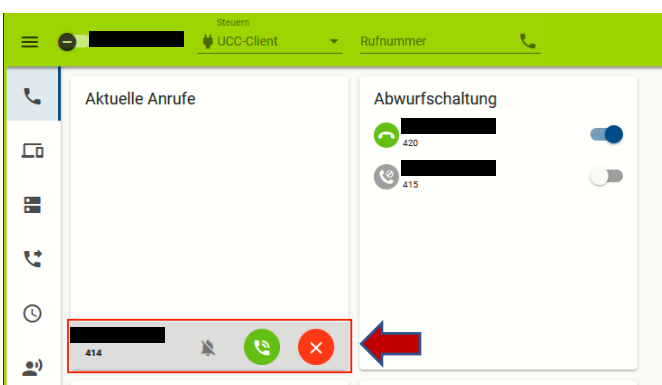 Steuern
UCC-Client
Rufnummer
Aktuelle Anrufe
Abwurfschaltung
420
415
414